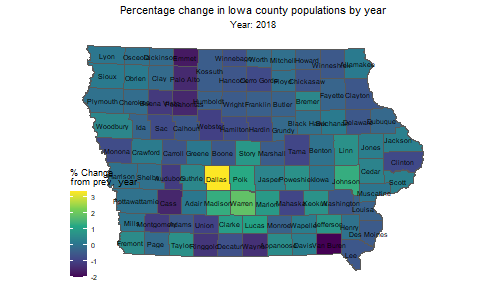 Percentage change in Iowa county populations by year
Year: 2018
Lyon Osceola Dickinson Emmet Winnebago Worth Mitchell Howard Winneshiek Allamakee
Kossuth
Sioux Obrien Clay Palo Alto Hancock Cerro Gordo Floyd Chickasaw
Plymouth Cherokee Buena Vista Pocahontas Humboldt Wright Franklin Butler Bremer Fayette Clayton
Woodbury Ida Sac Calhoun Webster Hamilton Hardin Grundy Black Hawk Buchanan Delaware Dubuque
Monona Crawford Carroll Greene Boone Story Marshall Tama Benton Linn Jones Jackson
Clinton
Harrison Shelby Audubon Guthrie Dallas Polk Jasper Poweshiek Iowa Johnson Cedar
Scott
Muscatine
Pottawattamie Cass Adair Madison Warren Marion Mahaska Keokuk Washington
Louisa
Mills Montgomery Adams Union Clarke Lucas Monroe Wapello Jefferson Henry
Des Moines
Fremont Page Taylor Ringgold Decatur Wayne Appanoose Davis Van Buren
Lee
% Change
from prev. year
3
2
1
0
-1
-2